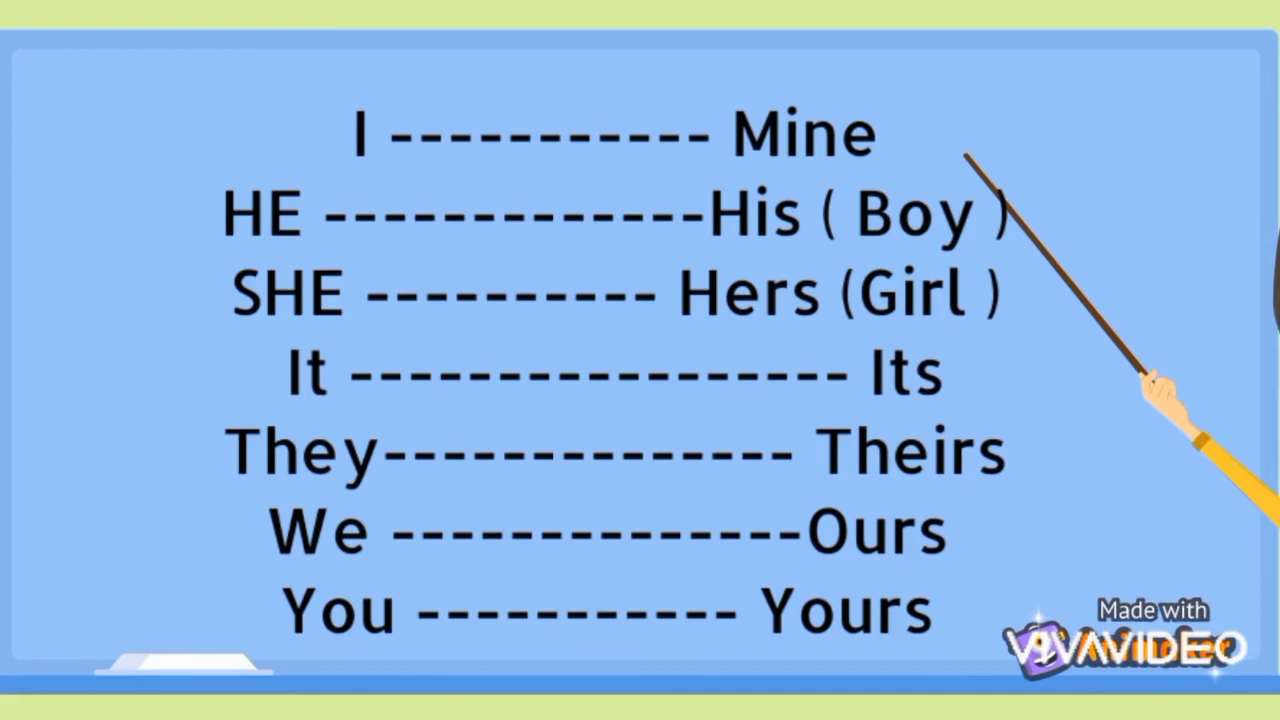 I ----------- Mine
HE -------------His ( Boy )
SHE ---------- Hers (Girl )
It ----------------- Its
They-------------- Theirs
We --------------Ours
You ----------- Yours
Made with
VIVAVIDEO